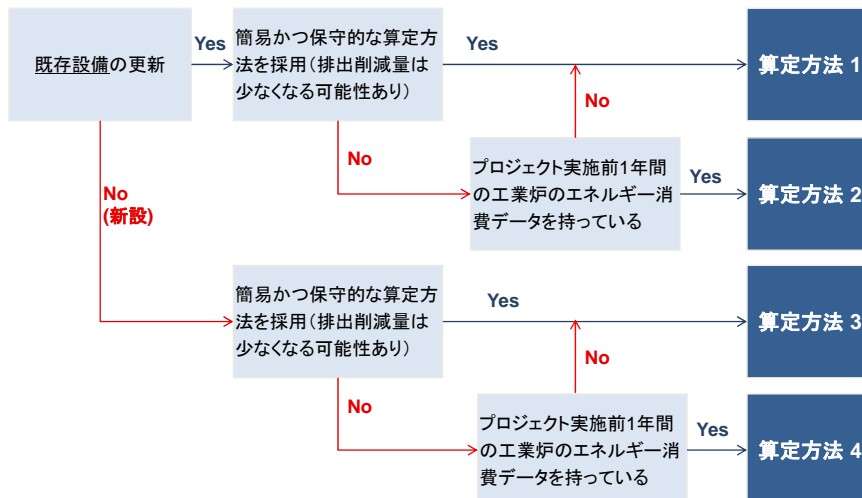 既存設備の更新
Yes
簡易かつ保守的な算定方
法を採用(排出削減量は
少なくなる可能性あり)
Yes
算定方法 1
No
No
プロジェクト実施前1年間
の工業炉のエネルギー消
費データを持っている
Yes
算定方法 2
No
(新設)
簡易かつ保守的な算定方
法を採用(排出削減量は
少なくなる可能性あり)
Yes
算定方法 3
No
No
プロジェクト実施前1年間
の工業炉のエネルギー消
費データを持っている
Yes
算定方法 4